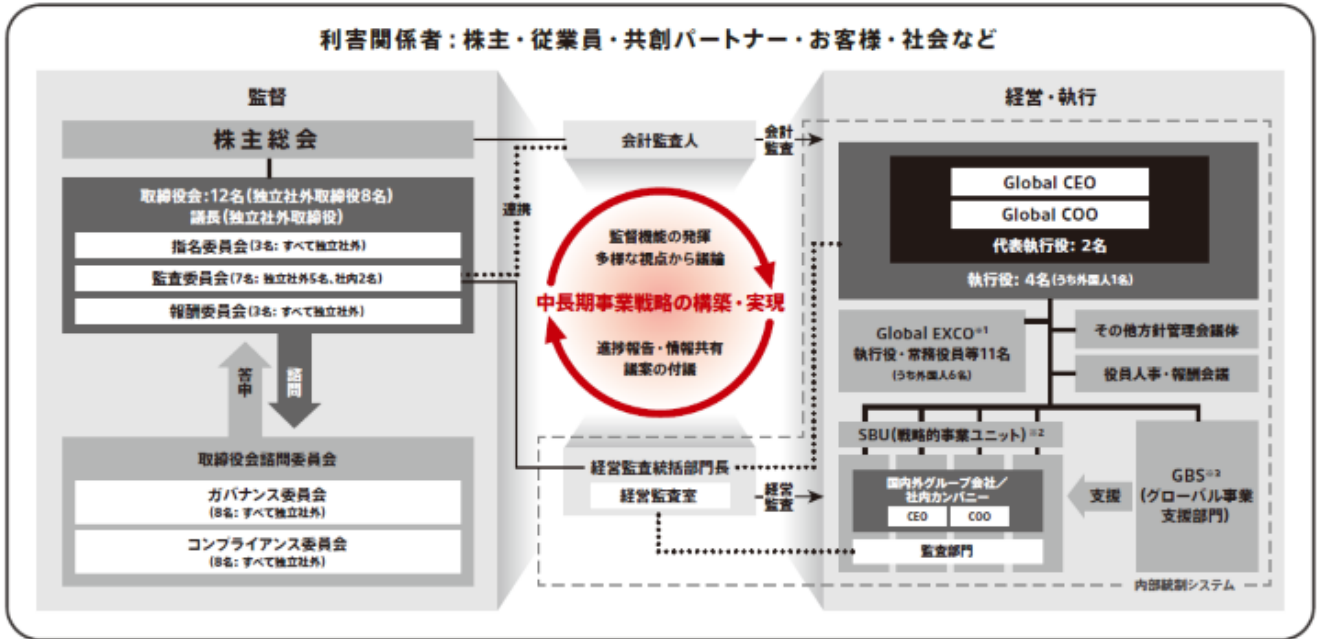 利害関係者：株主・従業員・共創パートナー・お客様・社会など
監督
株主総会
取締役会:12名(独立社外取締役8名)
議長(独立社外取締役)
指名委員会(3名: すべて独立社外)
監査委員会(7名: 独立社外5名、社内2名)
報酬委員会(3名: すべて独立社外)
答申
諮問
取締役会諮問委員会
ガバナンス委員会
(8名: すべて独立社外)
コンプライアンス委員会
(8名: すべて独立社外)
会計監査人
会計
監査
連携
監督機能の発揮
多様な視点から議論
中長期事業戦略の構築・実現
進捗報告・情報共有
議案の付議
経営監査統括部門長
経営監査室
経営
監査
経営・執行
Global CEO
Global COO
代表執行役: 2名
執行役: 4名(うち外国人1名)
Global EXCO※1
執行役・常務役員等11名
(うち外国人6名)
その他方針管理会議体
役員人事・報酬会議
SBU(戦略的事業ユニット)※2
国内外グループ会社／
社内カンパニー
CEO
COO
監査部門
支援
GBS※3
(グローバル事業
支援部門)
内部統制システム